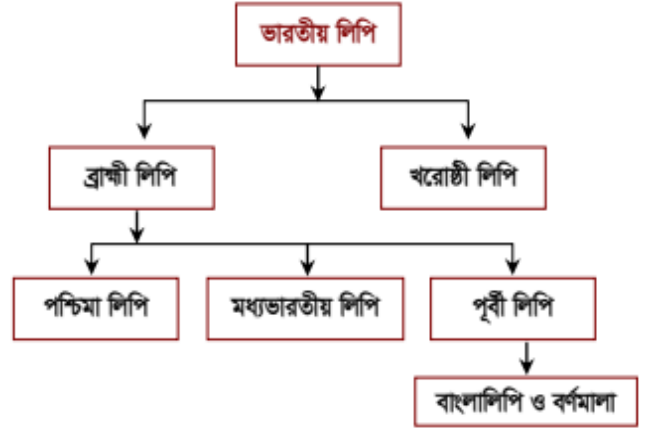 ভারতীয় লিপি
ব্রাহ্মী লিপি
খরোষ্ঠী লিপি
পশ্চিমা লিপি
মধ্যভারতীয় লিপি
পূর্বী লিপি
বাংলালিপি ও বর্ণমালা